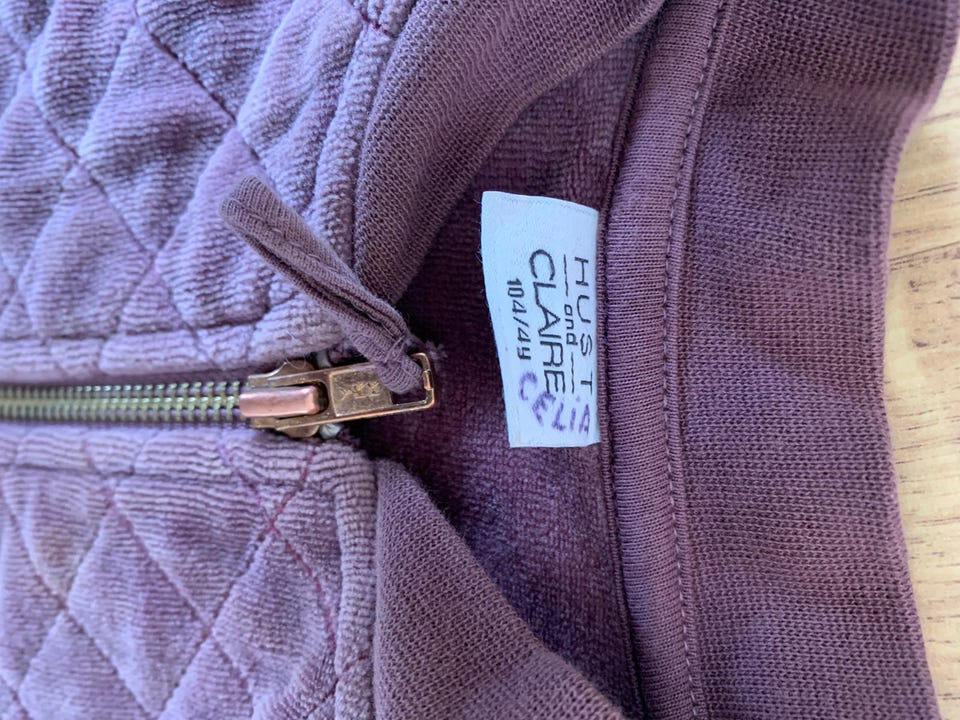 HUST
and
CLAIRE
104/4y
CELIA